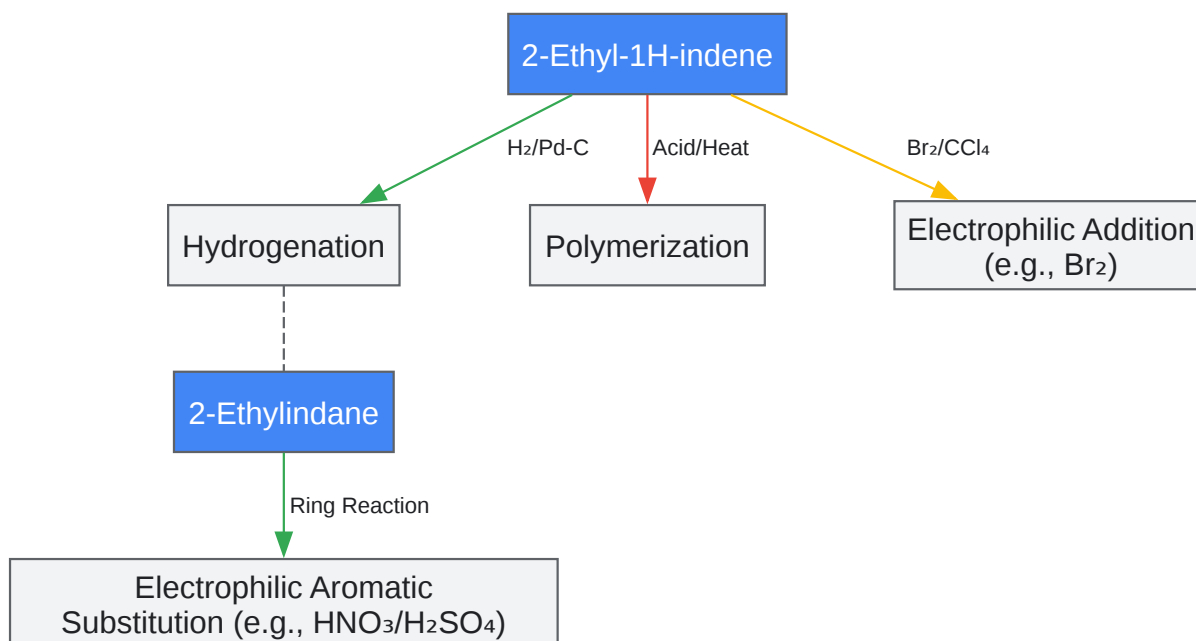 2-Ethyl-1H-indene
H₂/Pd-C
Acid/Heat
Br₂/CCl₄
Hydrogenation
Polymerization
Electrophilic Addition
(e.g., Br₂)
2-Ethylindane
Ring Reaction
Electrophilic Aromatic
Substitution (e.g., HNO₃/H₂SO₄)